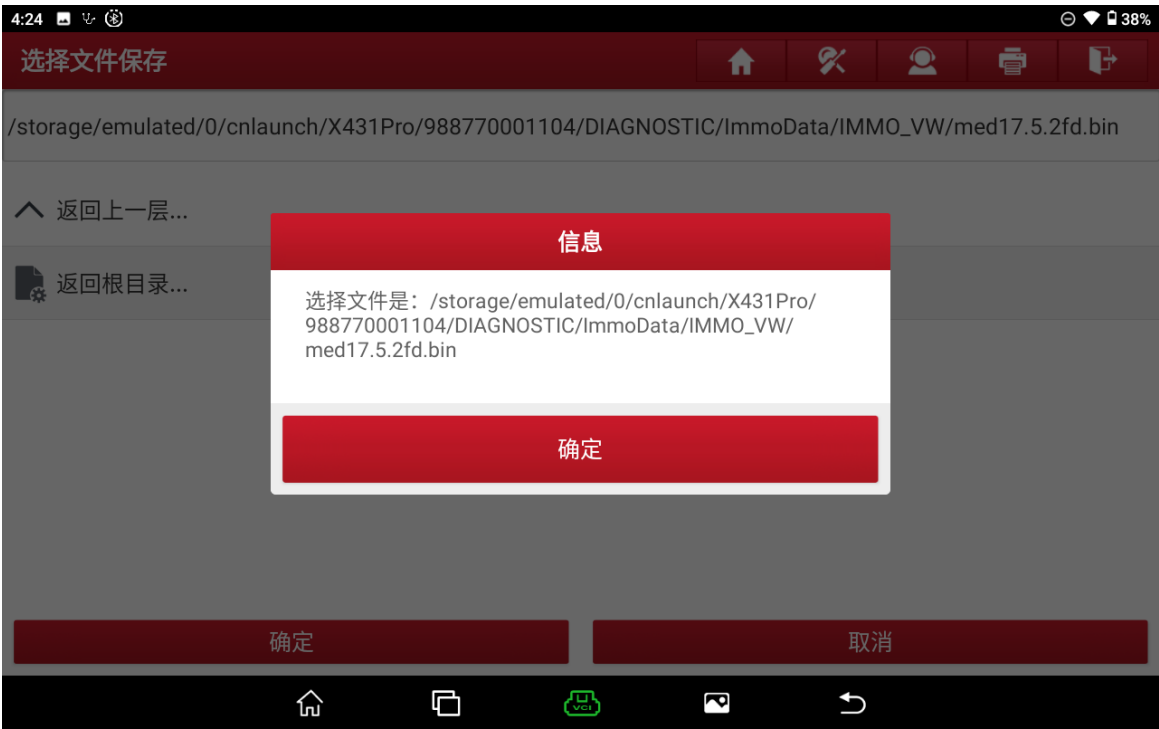 4:24
38%
选择文件保存
/storage/emulated/0/cnlaunch/X431Pro/988770001104/DIAGNOSTIC/ImmoData/IMMO_VW/med17.5.2fd.bin
返回上一层...
返回根目录...
信息
选择文件是：/storage/emulated/0/cnlaunch/X431Pro/
988770001104/DIAGNOSTIC/ImmoData/IMMO_VW/
med17.5.2fd.bin
确定
确定
取消
VCI